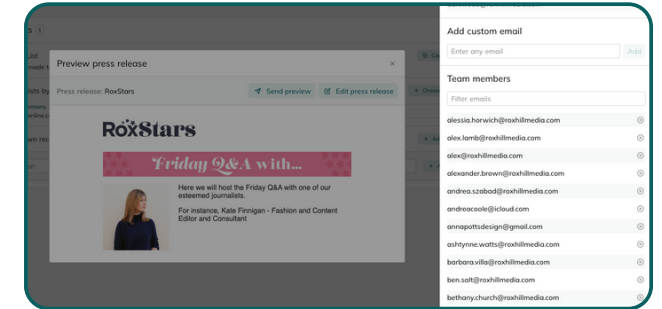 Add custom email
Enter any email
Add
Team members
Filter emails
alessia.horwich@roxhillmedia.com
alex.lamb@roxhillmedia.com
alex@roxhillmedia.com
alexander.brown@roxhillmedia.com
andrea.szabad@roxhillmedia.com
andreacoole@icloud.com
annapottsdesign@gmail.com
ashtynne.watts@roxhillmedia.com
barbara.villa@roxhillmedia.com
ben.salt@roxhillmedia.com
bethany.church@roxhillmedia.com
Preview press release
Press release: RoxStars
Send preview
Edit press release
RoxStars
Friday Q&A with...
Here we will host the Friday Q&A with one of our
esteemed journalists.
For instance, Kate Finnigan - Fashion and Content
Editor and Consultant